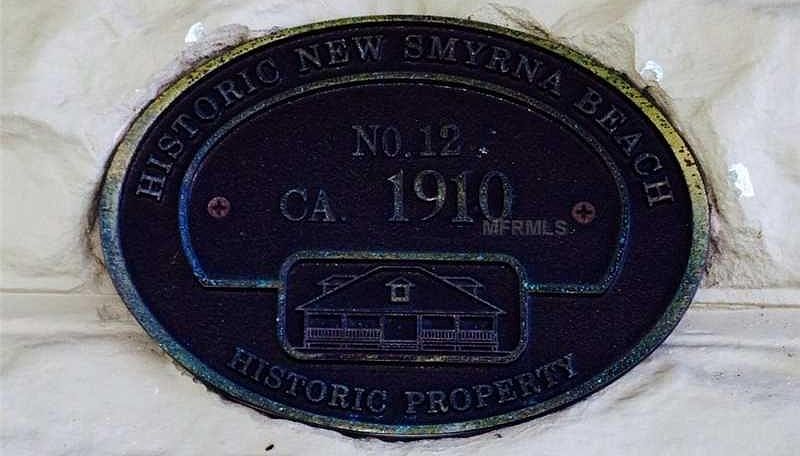 HISTORIC NEW SMYRNA BEACH
NO. 12
CA. 1910
MFRMLS
HISTORIC PROPERTY